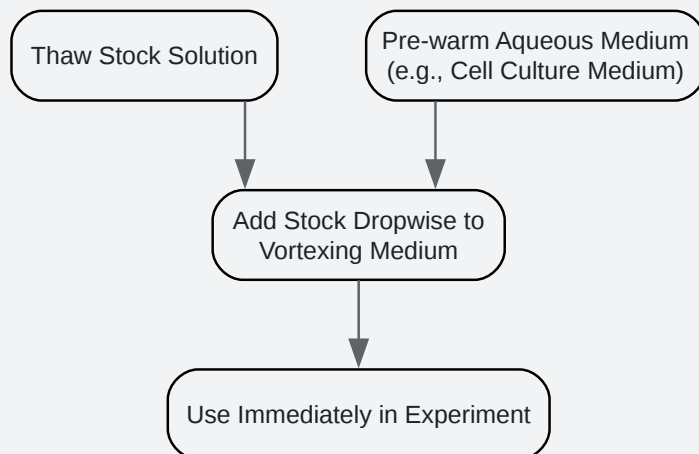 Thaw Stock Solution
Pre-warm Aqueous Medium
(e.g., Cell Culture Medium)
Add Stock Dropwise to
Vortexing Medium
Use Immediately in Experiment